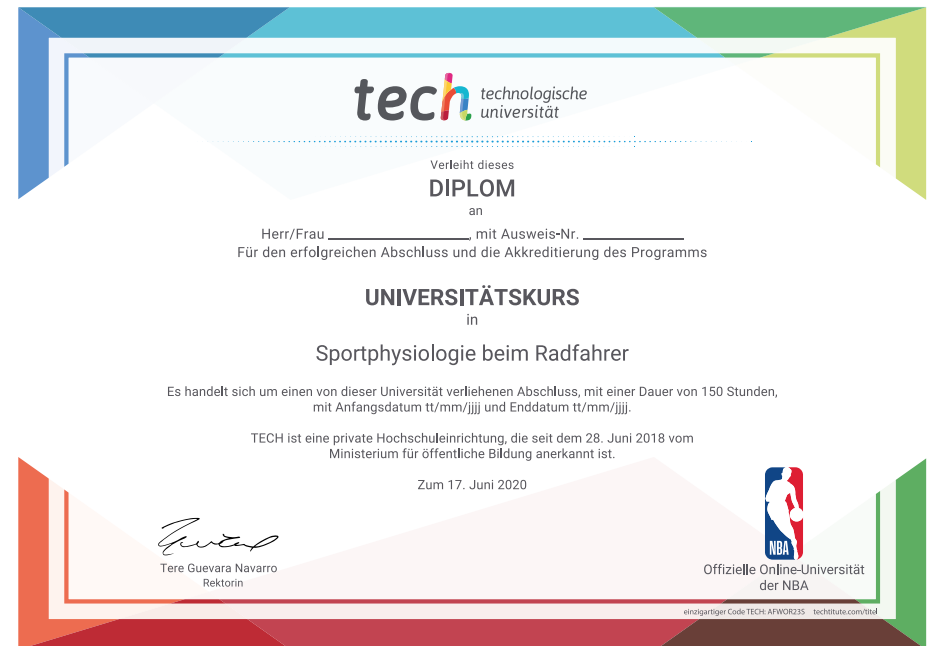 tech technologische
universität
Verleiht dieses
DIPLOM
an
Herr/Frau ____________________, mit Ausweis-Nr. ______________
Für den erfolgreichen Abschluss und die Akkreditierung des Programms
UNIVERSITÄTSKURS
in
Sportphysiologie beim Radfahrer
Es handelt sich um einen von dieser Universität verliehenen Abschluss, mit einer Dauer von 150 Stunden,
mit Anfangsdatum tt/mm/jjjj und Enddatum tt/mm/jjjj.
TECH ist eine private Hochschuleinrichtung, die seit dem 28. Juni 2018 vom
Ministerium für öffentliche Bildung anerkannt ist.
Zum 17. Juni 2020
NBA
Tere Guevara Navarro
Rektorin
Offizielle Online-Universität
der NBA
einzigartiger Code TECH: AFWOR235 techtitute.com/titel